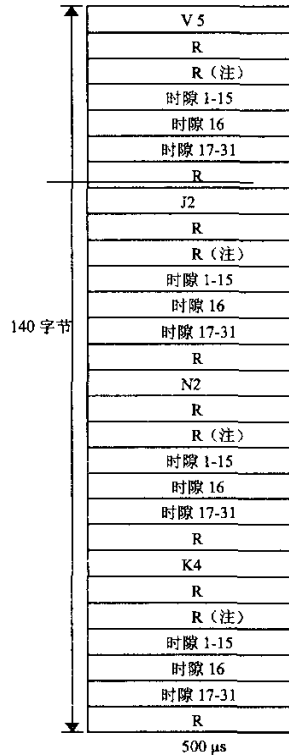 V 5
R
R（注）
时隙 1-15
时隙 16
时隙 17-31
R
J2
R
R（注）
时隙 1-15
时隙 16
时隙 17-31
R
140 字节
N2
R
R（注）
时隙 1-15
时隙 16
时隙 17-31
R
K4
R
R（注）
时隙 1-15
时隙 16
时隙 17-31
R
500 μs